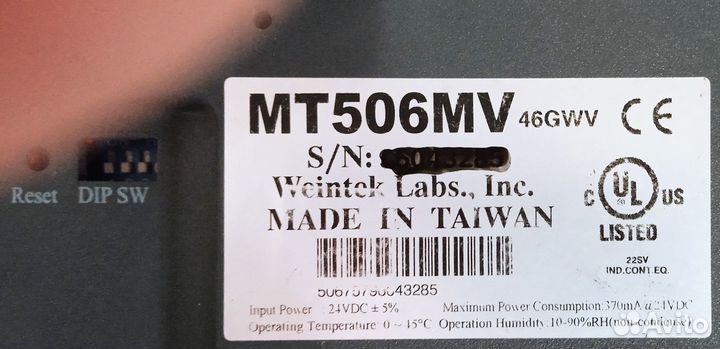 MT506MV 46GWV CE
S/N:
Weintek Labs., Inc.
MADE IN TAIWAN
C UL US
LISTED
22SV
IND.CONT.EQ.
Reset DIP SW
Input Power : 24VDC ± 5% Maximum Power Consumption:370mA a 24VDC
Operating Temperature 0 ~ 45°C Operation Humidity:10-90%RH(non-condense)
Avito